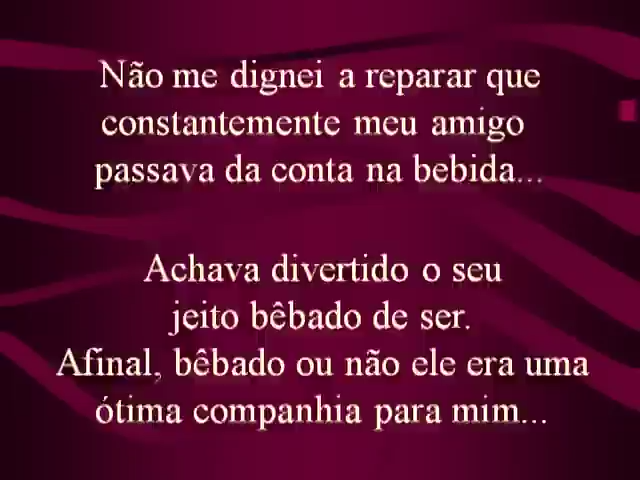 Não me dignei a reparar que
constantemente meu amigo
passava da conta na bebida...
Achava divertido o seu
jeito bêbado de ser.
Afinal, bêbado ou não ele era uma
ótima companhia para mim...